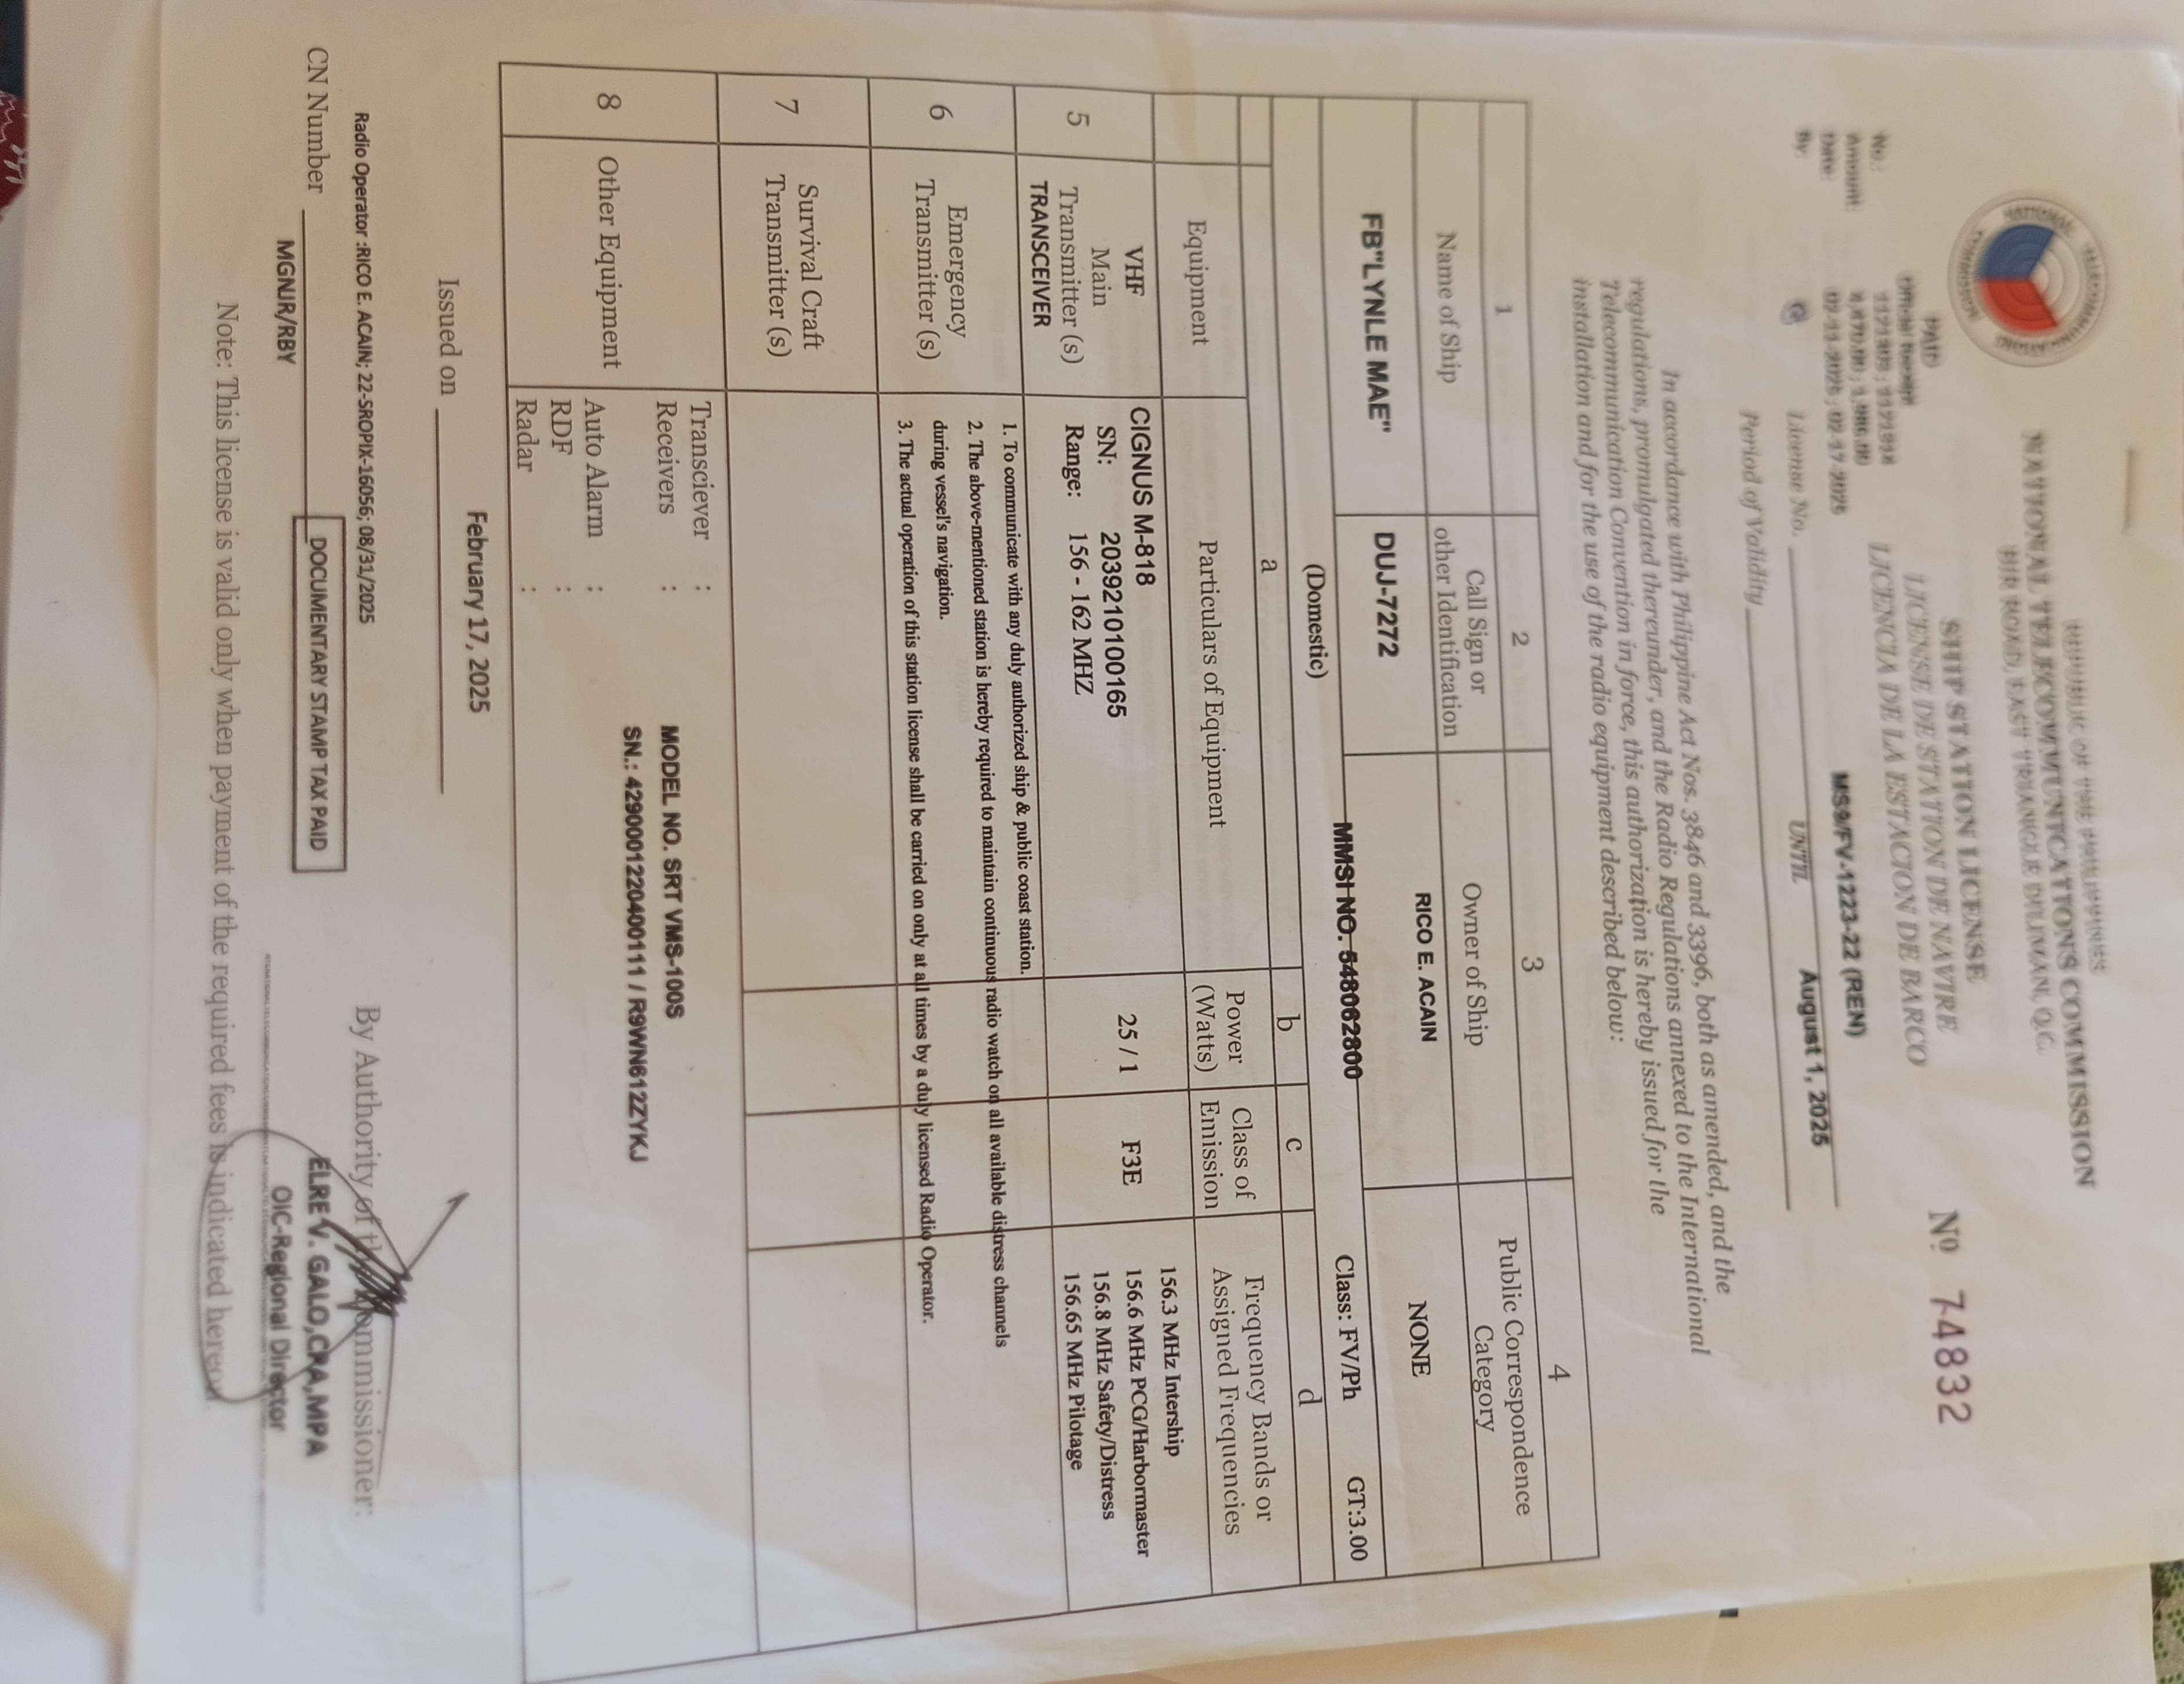 REPUBLIC OF THE PHILIPPINES
NATIONAL TELECOMMUNICATIONS COMMISSION
BIR ROAD, EAST TRIANGLE DILIMAN, Q.C.
NATIONAL TELECOMMUNICATIONS COMMISSION
SHIP STATION LICENSE
LICENSE DE STATION DE NAVIRE
LICENCIA DE LA ESTACION DE BARCO
Nº 74832
PAID
Official Receipt
No.:
Amount:
Date: 02-11-2025 ; 02-17-2025
By:
License No. MS9/FV-1223-22 (REN)
Period of Validity UNTIL August 1, 2025
In accordance with Philippine Act Nos. 3846 and 3396, both as amended, and the
regulations, promulgated thereunder, and the Radio Regulations annexed to the International
Telecommunication Convention in force, this authorization is hereby issued for the
installation and for the use of the radio equipment described below:
1 2 3 4
Name of Ship Call Sign or other Identification Owner of Ship Public Correspondence Category
FB"LYNLE MAE" DUJ-7272 RICO E. ACAIN NONE
(Domestic) MMSI NO. 548062800 Class: FV/Ph GT:3.00
a b c d
Equipment Particulars of Equipment Power (Watts) Class of Emission Frequency Bands or Assigned Frequencies
5 VHF Main Transmitter (s) TRANSCEIVER
CIGNUS M-818
SN: 2039210100165
Range: 156 - 162 MHZ
25 / 1 F3E
156.3 MHz Intership
156.6 MHz PCG/Harbormaster
156.8 MHz Safety/Distress
156.65 MHz Pilotage
6 Emergency Transmitter (s)
1. To communicate with any duly authorized ship & public coast station.
2. The above-mentioned station is hereby required to maintain continuous radio watch on all available distress channels
during vessel's navigation.
3. The actual operation of this station license shall be carried on only at all times by a duly licensed Radio Operator.
7 Survival Craft Transmitter (s)
8 Other Equipment
Transciever :
Receivers : MODEL NO. SRT VMS-100S
SN.: 4290001220400111 / R9WN612ZYKJ
Auto Alarm :
RDF :
Radar :
Issued on February 17, 2025
By Authority of the Commissioner:
Radio Operator :RICO E. ACAIN; 22-SROPIX-16056; 08/31/2025
CN Number
MGNJR/RBY
DOCUMENTARY STAMP TAX PAID
ELRE V. GALO,CPA,MPA
OIC-Regional Director
Note: This license is valid only when payment of the required fees is indicated hereon.